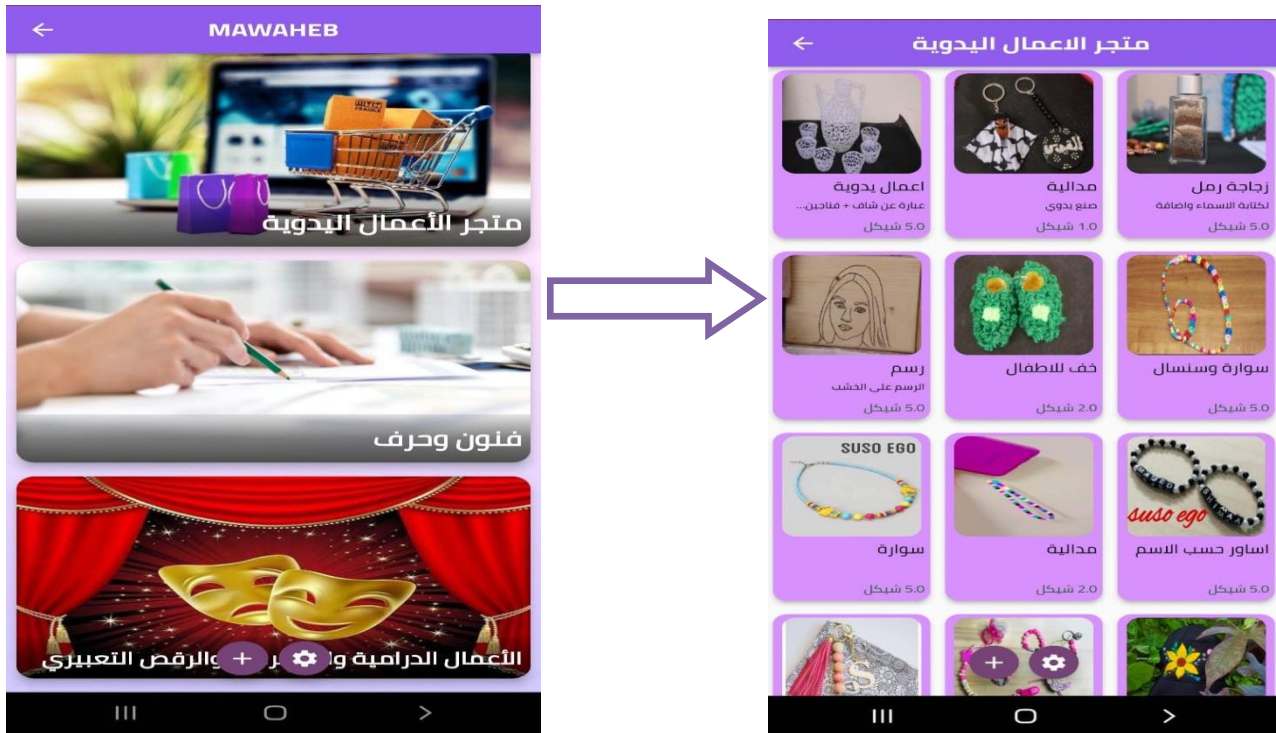 MAWAHEB
متجر الأعمال اليدوية
فنون وحرف
الأعمال الدرامية والرقص التعبيري
متجر الاعمال اليدوية
زجاجة رمل
لكتابة الاسماء واضافة
5.0 شيكل
مدالية
صنع يدوي
1.0 شيكل
اعمال يدوية
عبارة عن شاف + فناجين...
5.0 شيكل
سوارة وسنسال
5.0 شيكل
خف للاطفال
2.0 شيكل
رسم
الرسم على الخشب
5.0 شيكل
suso ego
اساور حسب الاسم
5.0 شيكل
مدالية
2.0 شيكل
SUSO EGO
سوارة
5.0 شيكل
S